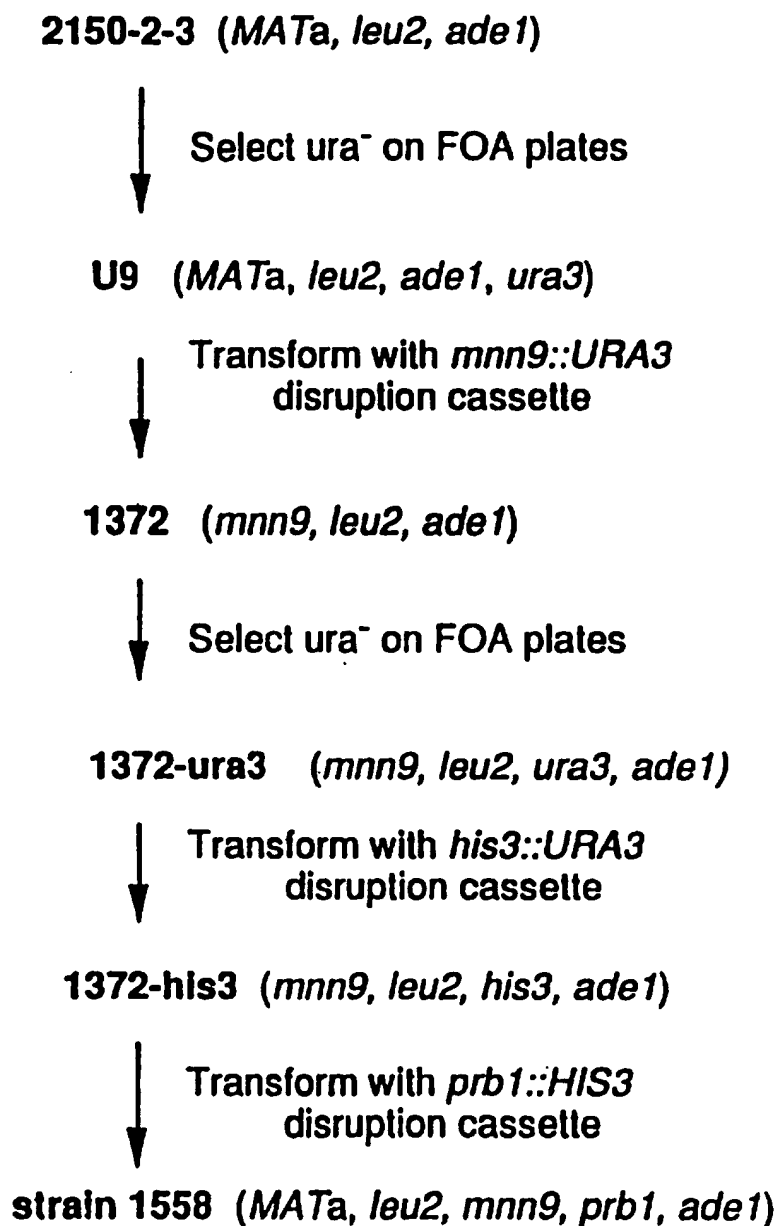 2150-2-3 (MATa, leu2, ade1)
Select ura⁻ on FOA plates
U9 (MATa, leu2, ade1, ura3)
Transform with mnn9::URA3
disruption cassette
1372 (mnn9, leu2, ade1)
Select ura⁻ on FOA plates
1372-ura3 (mnn9, leu2, ura3, ade1)
Transform with his3::URA3
disruption cassette
1372-his3 (mnn9, leu2, his3, ade1)
Transform with prb1::HIS3
disruption cassette
strain 1558 (MATa, leu2, mnn9, prb1, ade1)